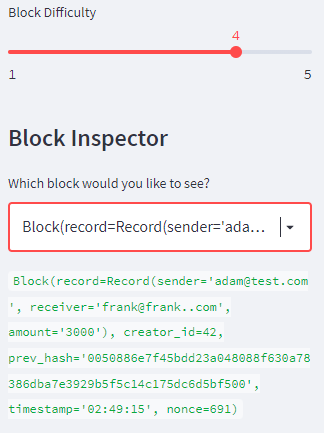 Block Difficulty
4
1 5
Block Inspector
Which block would you like to see?
Block(record=Record(sender='ada...
Block(record=Record(sender='adam@test.com
', receiver='frank@frank..com',
amount='3000'), creator_id=42,
prev_hash='0050886e7f45bdd23a048088f630a78
386dba7e3929b5f5c14c175dc6d5bf500',
timestamp='02:49:15', nonce=691)